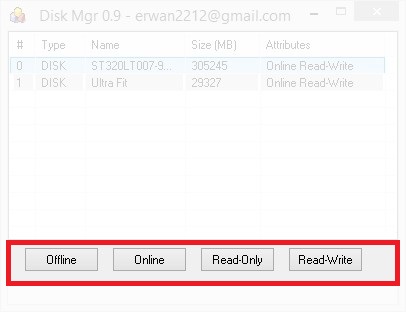 Disk Mgr 0.9 - erwan2212@gmail.com
# Type Name Size (MB) Attributes
0 DISK ST320LT007-9... 305245 Online Read-Write
1 DISK Ultra Fit 29327 Online Read-Write
Offline Online Read-Only Read-Write